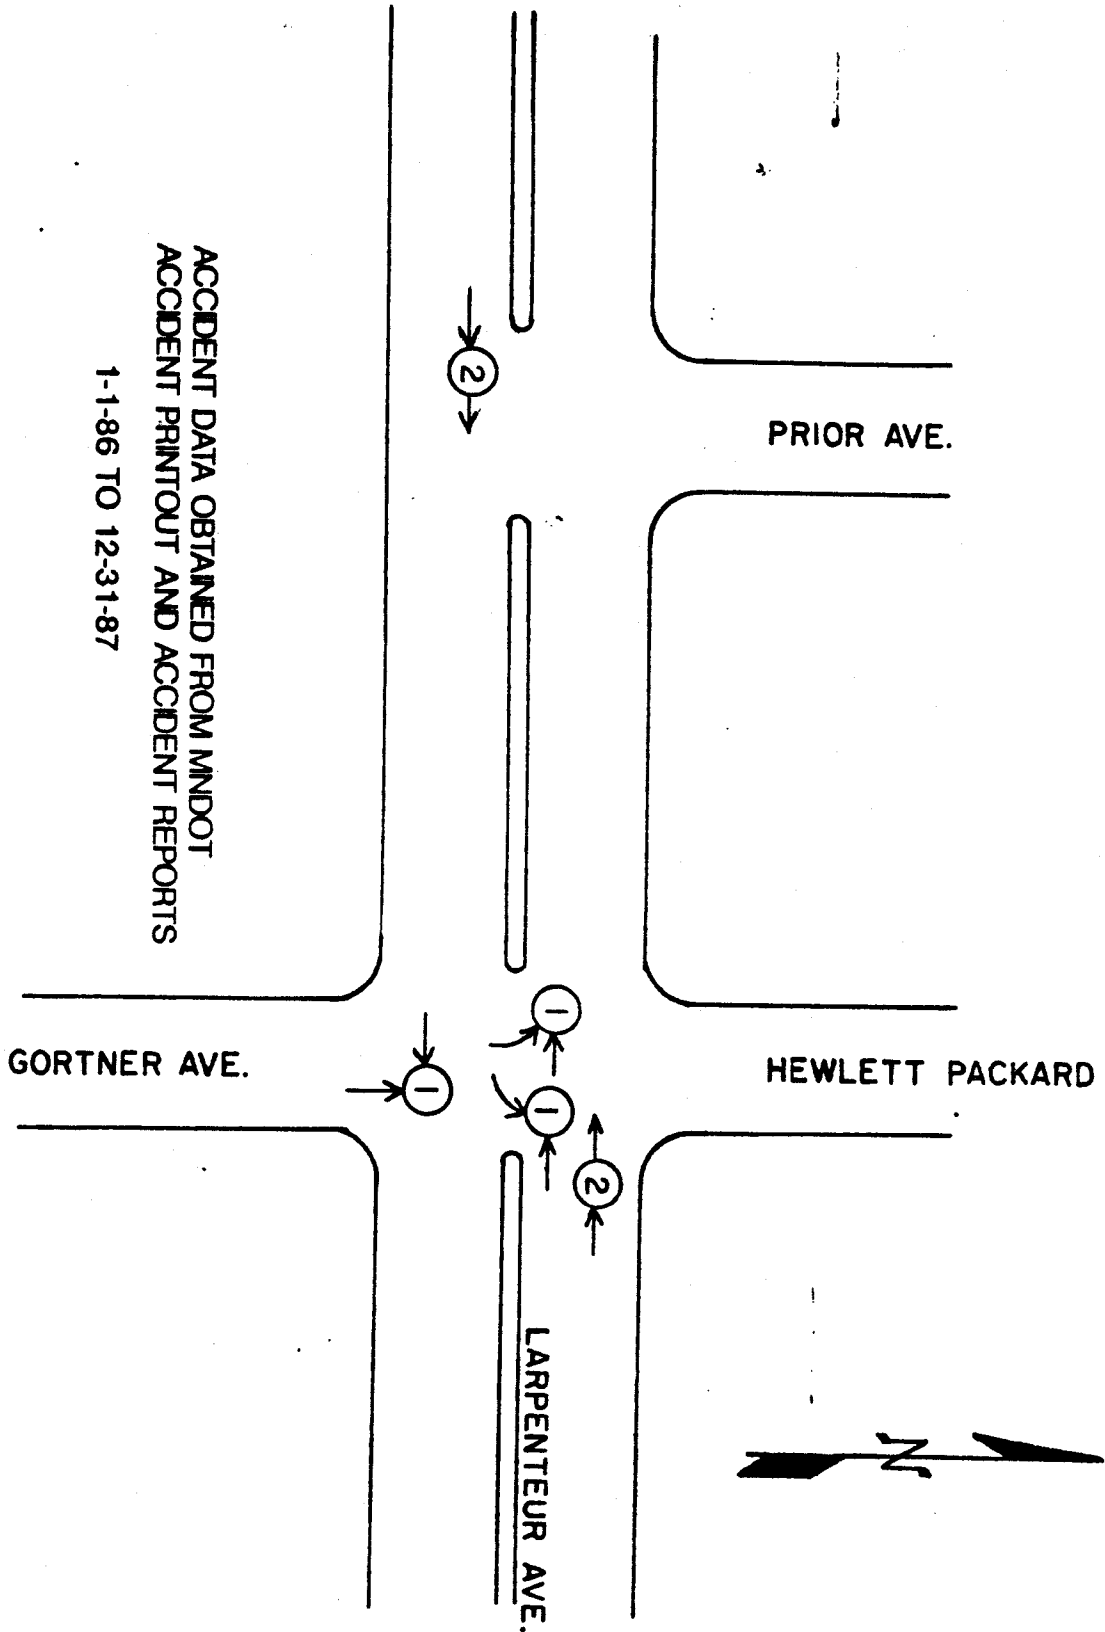 PRIOR AVE.
2
ACCIDENT DATA OBTAINED FROM MNDOT
ACCIDENT PRINTOUT AND ACCIDENT REPORTS
1-1-86 TO 12-31-87
GORTNER AVE.
HEWLETT PACKARD
1
1
1
2
LARPENTEUR AVE.
N